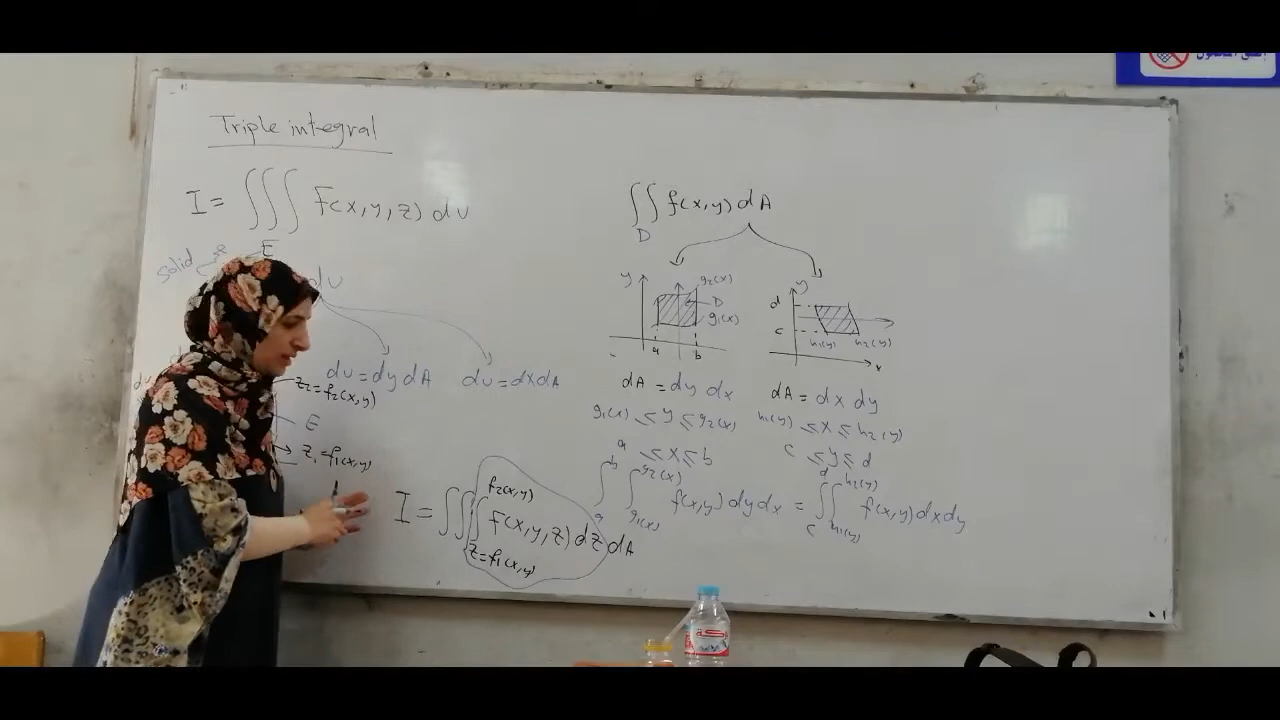 Triple integral
I = ∭ F(x,y,z) dv
E
solid
dv
dv = dy dA
dv = dx dA
z₂ = f₂(x,y)
E
z₁ = f₁(x,y)
I = ∬∫ F(x,y,z) dz dA
f₂(x,y)
z = f₁(x,y)
∬ f(x,y) dA
D
y
g₂(x)
D
g₁(x)
a
b
dA = dy dx
g₁(x) ≤ y ≤ g₂(x)
a ≤ x ≤ b
y
d
c
h₁(y)
h₂(y)
x
dA = dx dy
h₁(y) ≤ x ≤ h₂(y)
c ≤ y ≤ d
∫ₐᵇ ∫_{g₁(x)}^{g₂(x)} f(x,y) dy dx = ∫_c^d ∫_{h₁(y)}^{h₂(y)} f(x,y) dx dy